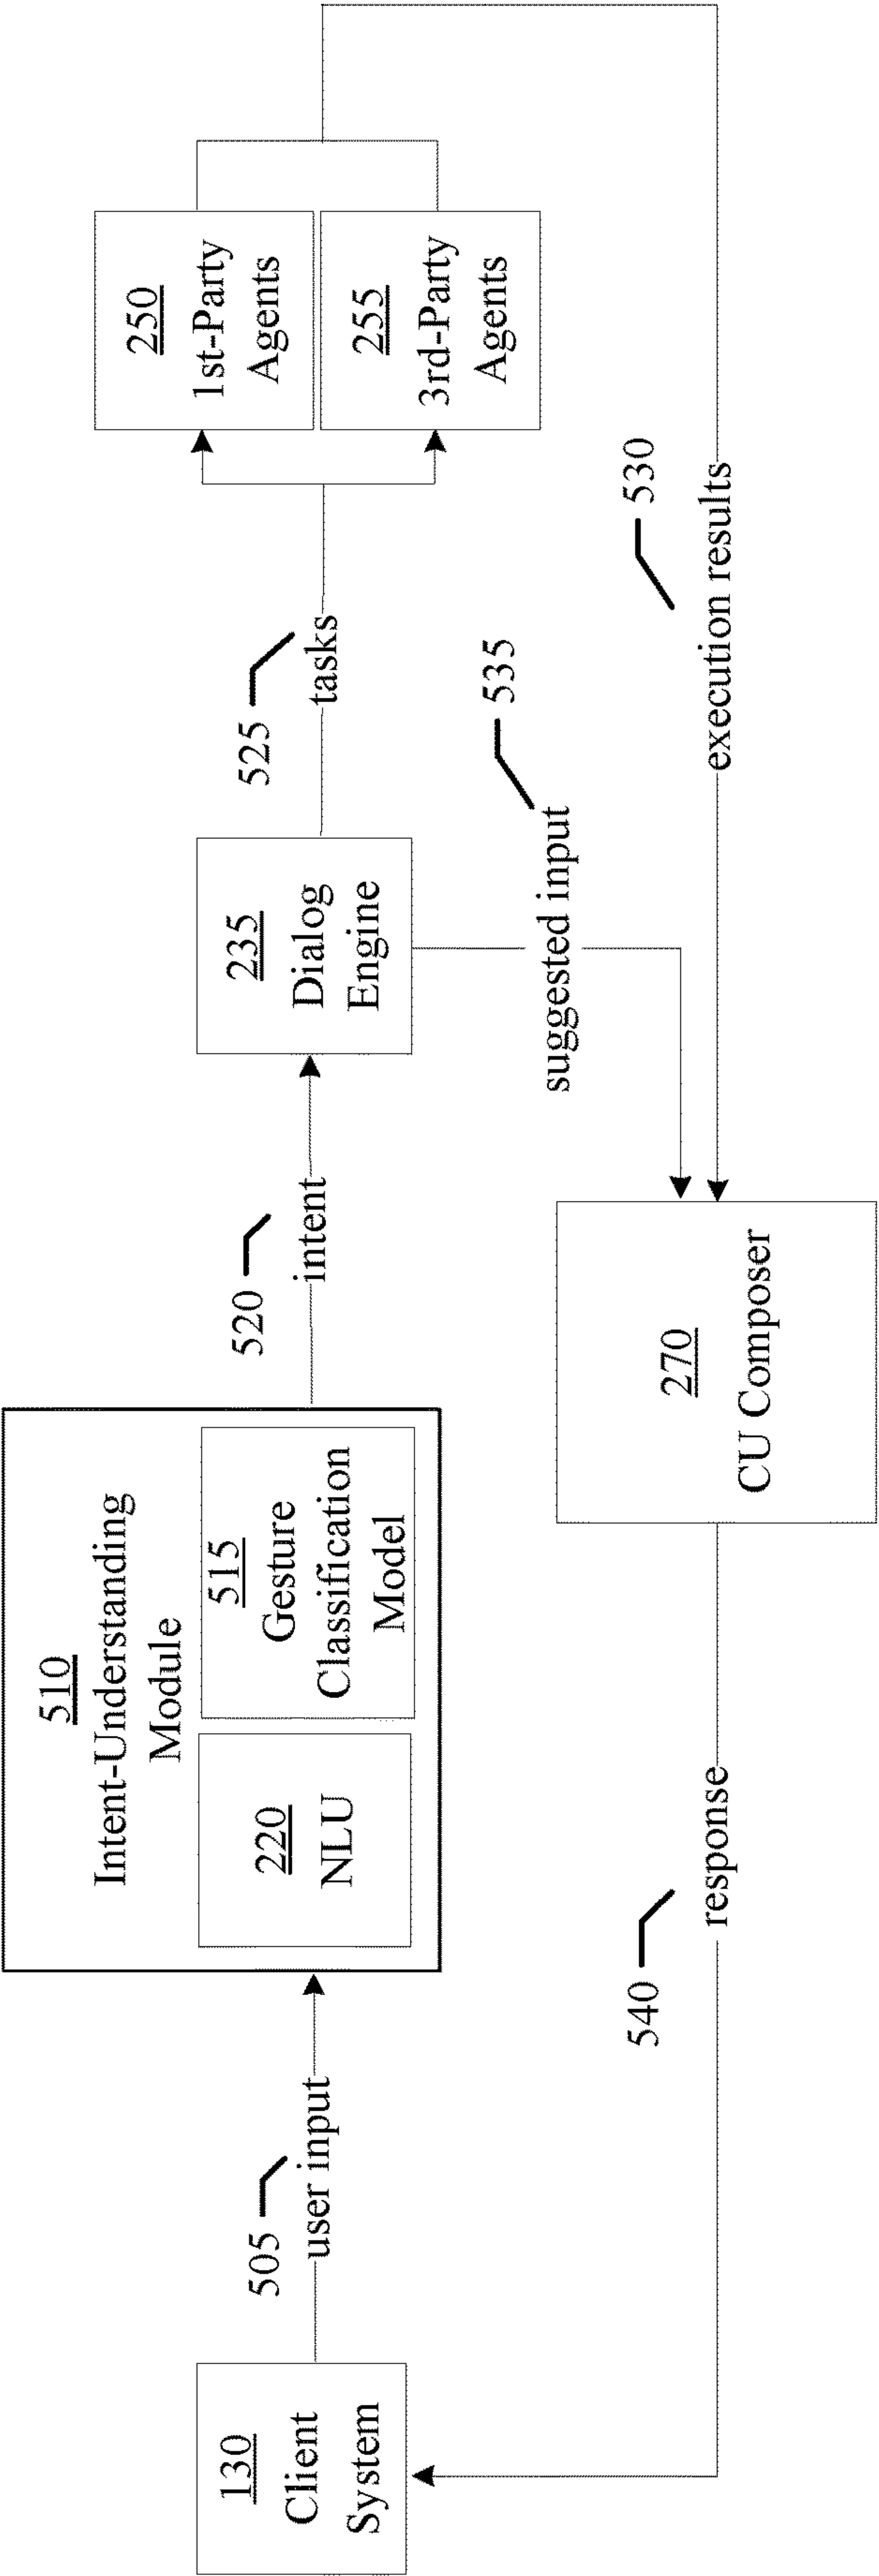 130
Client
System
505
user input
510
Intent-Understanding
Module
220
NLU
515
Gesture
Classification
Model
520
intent
235
Dialog
Engine
525
tasks
250
1st-Party
Agents
255
3rd-Party
Agents
535
suggested input
530
execution results
270
CU Composer
540
response